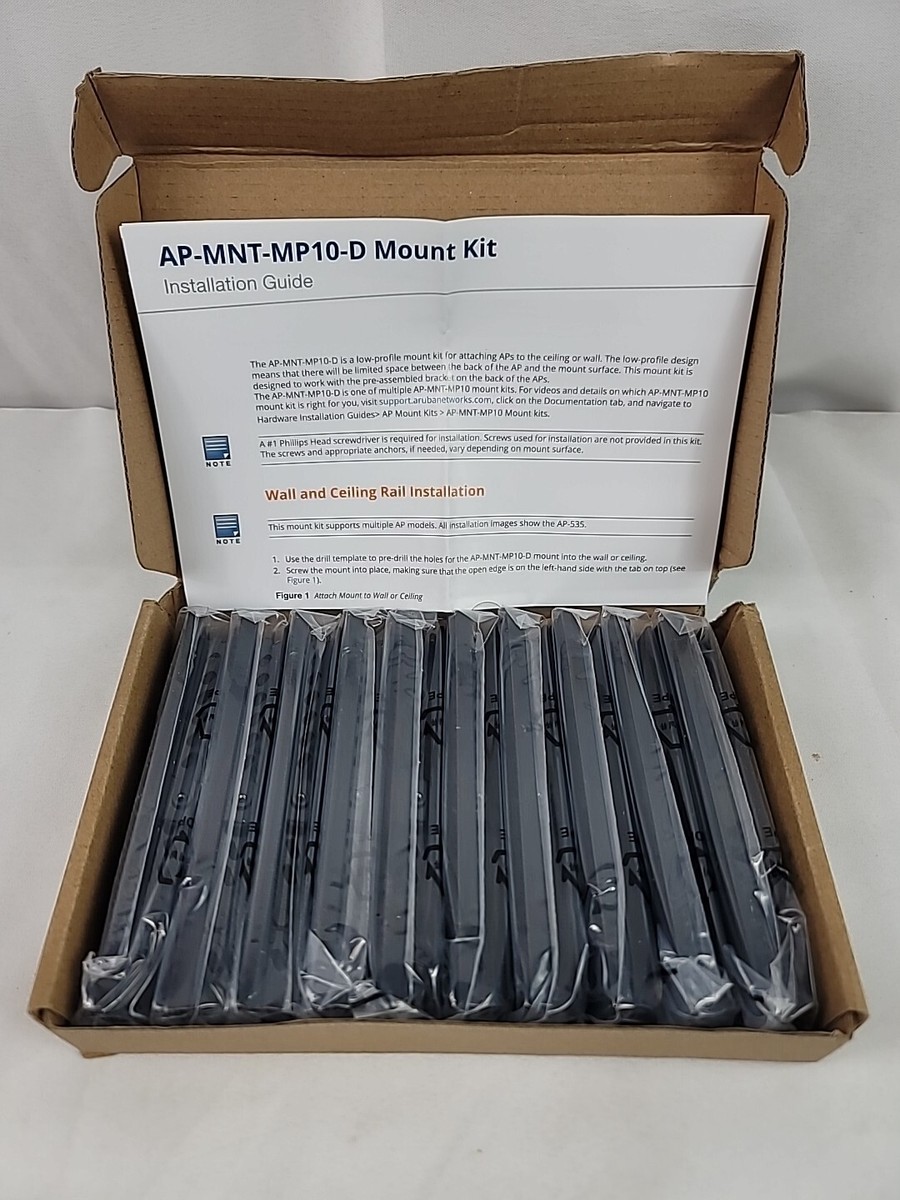 AP-MNT-MP10-D Mount Kit
Installation Guide
The AP-MNT-MP10-D is a low-profile mount kit for attaching APs to the ceiling or wall. The low-profile design
means that there will be limited space between the back of the AP and the mount surface. This mount kit is
designed to work with the pre-assembled bracket on the back of the APs.
The AP-MNT-MP10-D is one of multiple AP-MNT-MP10 mount kits. For videos and details on which AP-MNT-MP10
mount kit is right for you, visit support.arubanetworks.com, click on the Documentation tab, and navigate to
Hardware Installation Guides> AP Mount Kits > AP-MNT-MP10 Mount kits.
NOTE
A #1 Phillips Head screwdriver is required for installation. Screws used for installation are not provided in this kit.
The screws and appropriate anchors, if needed, vary depending on mount surface.
Wall and Ceiling Rail Installation
NOTE
This mount kit supports multiple AP models. All installation images show the AP-535.
1. Use the drill template to pre-drill the holes for the AP-MNT-MP10-D mount into the wall or ceiling.
2. Screw the mount into place, making sure that the open edge is on the left-hand side with the tab on top (see
Figure 1).
Figure 1 Attach Mount to Wall or Ceiling